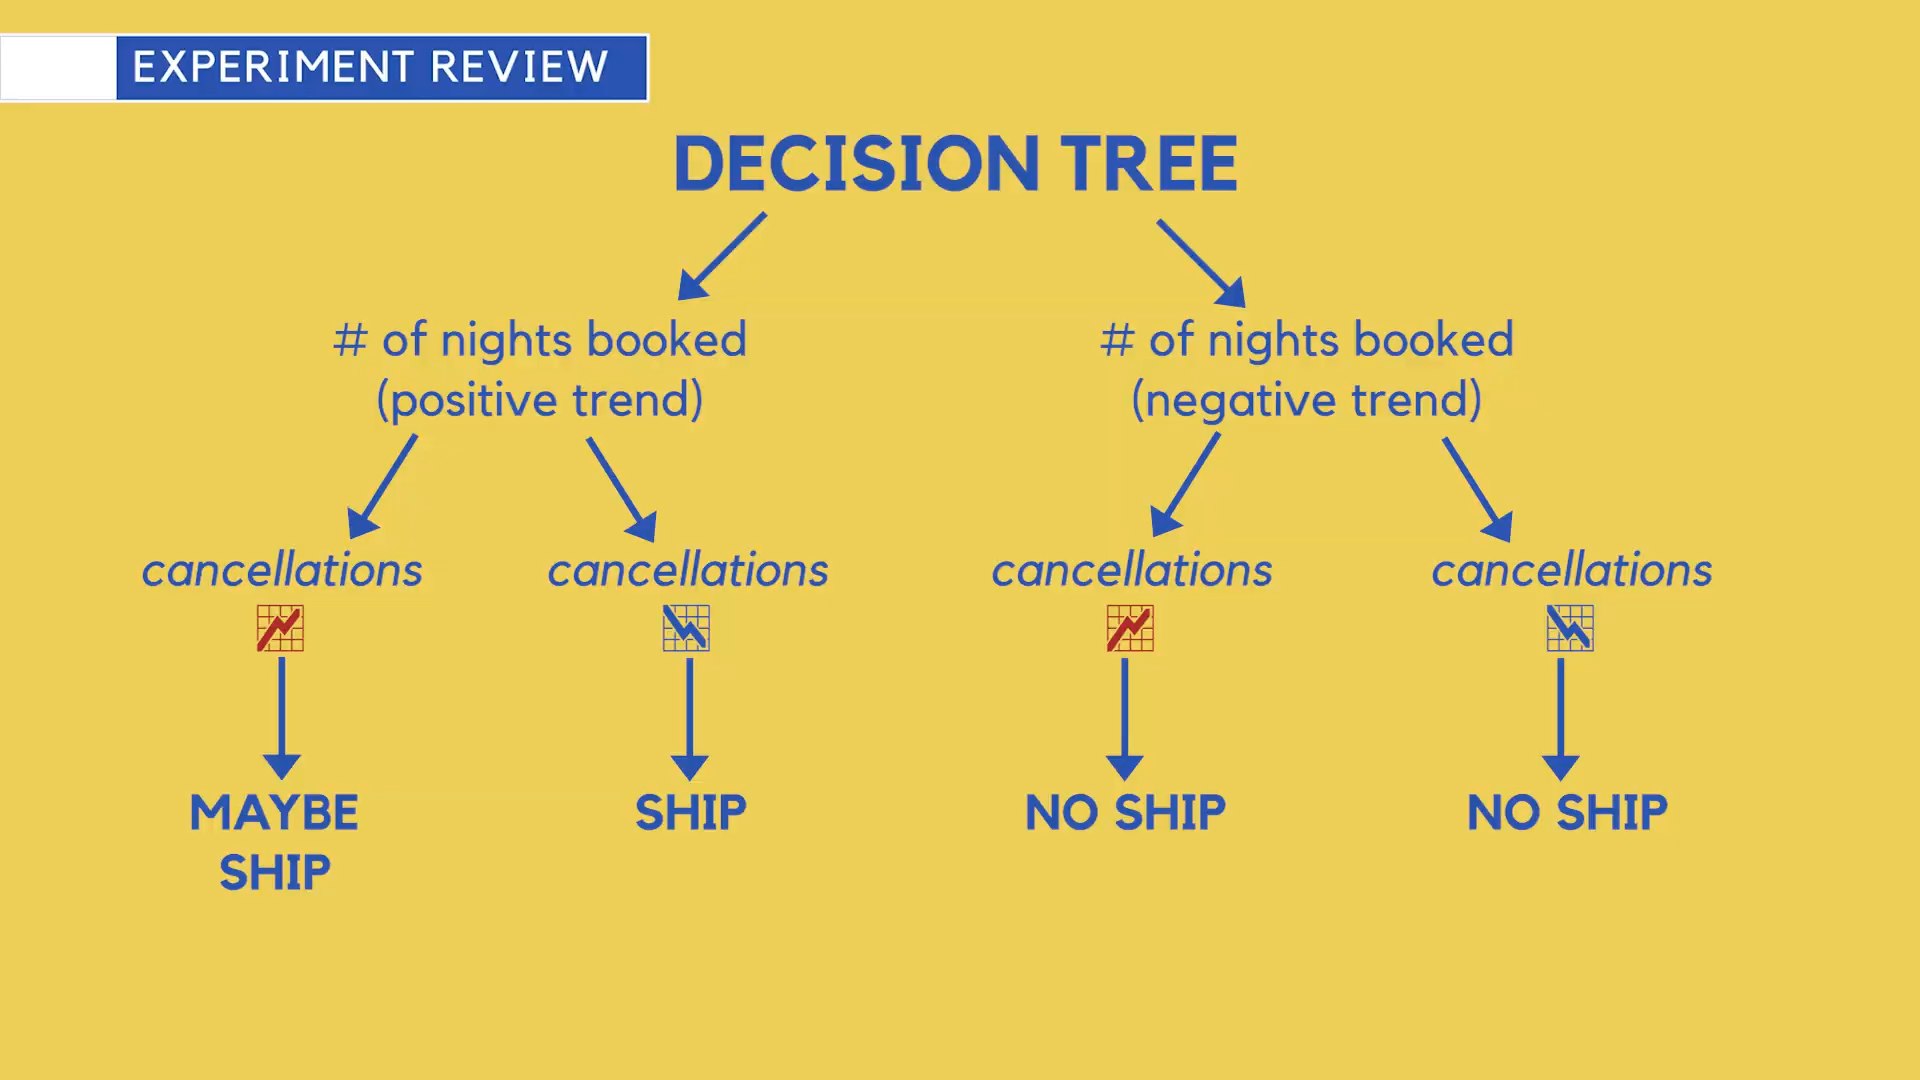 EXPERIMENT REVIEW
DECISION TREE
# of nights booked
(positive trend)
# of nights booked
(negative trend)
cancellations
cancellations
cancellations
cancellations
MAYBE
SHIP
SHIP
NO SHIP
NO SHIP